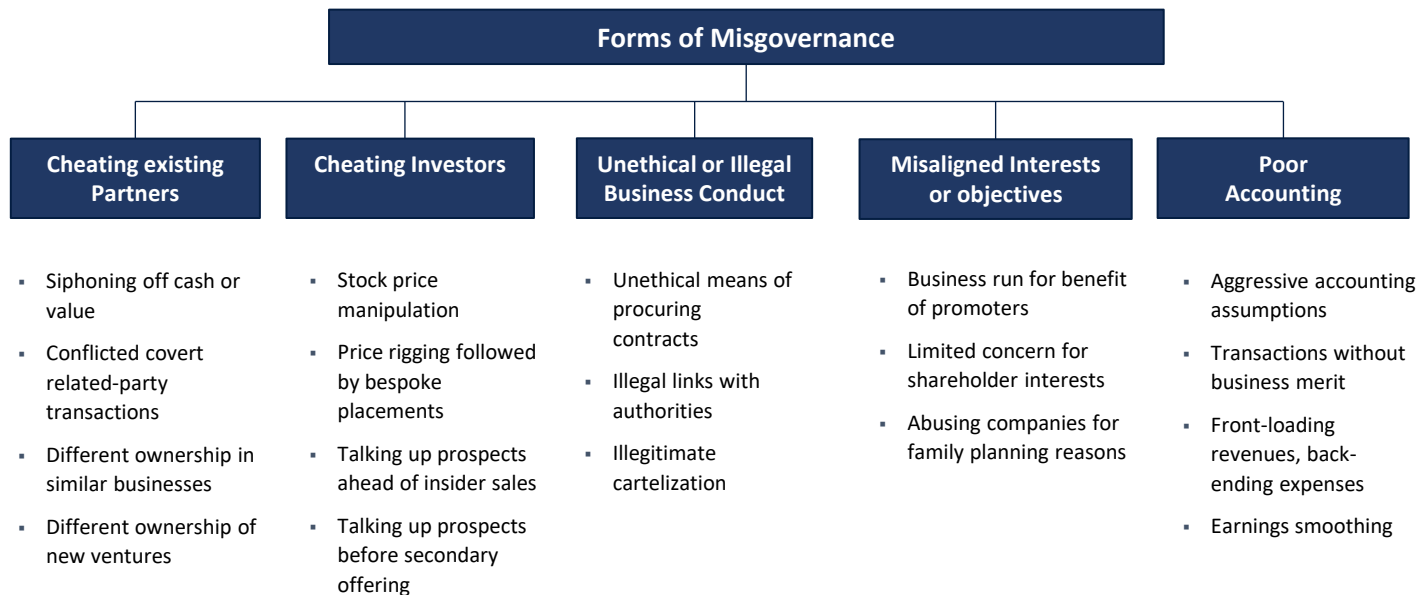 Forms of Misgovernance
Cheating existing
Partners
Cheating Investors
Unethical or Illegal
Business Conduct
Misaligned Interests
or objectives
Poor
Accounting
▪ Siphoning off cash or
value
▪ Conflicted covert
related-party
transactions
▪ Different ownership in
similar businesses
▪ Different ownership of
new ventures
▪ Stock price
manipulation
▪ Price rigging followed
by bespoke
placements
▪ Talking up prospects
ahead of insider sales
▪ Talking up prospects
before secondary
offering
▪ Unethical means of
procuring
contracts
▪ Illegal links with
authorities
▪ Illegitimate
cartelization
▪ Business run for benefit
of promoters
▪ Limited concern for
shareholder interests
▪ Abusing companies for
family planning reasons
▪ Aggressive accounting
assumptions
▪ Transactions without
business merit
▪ Front-loading
revenues, back-
ending expenses
▪ Earnings smoothing